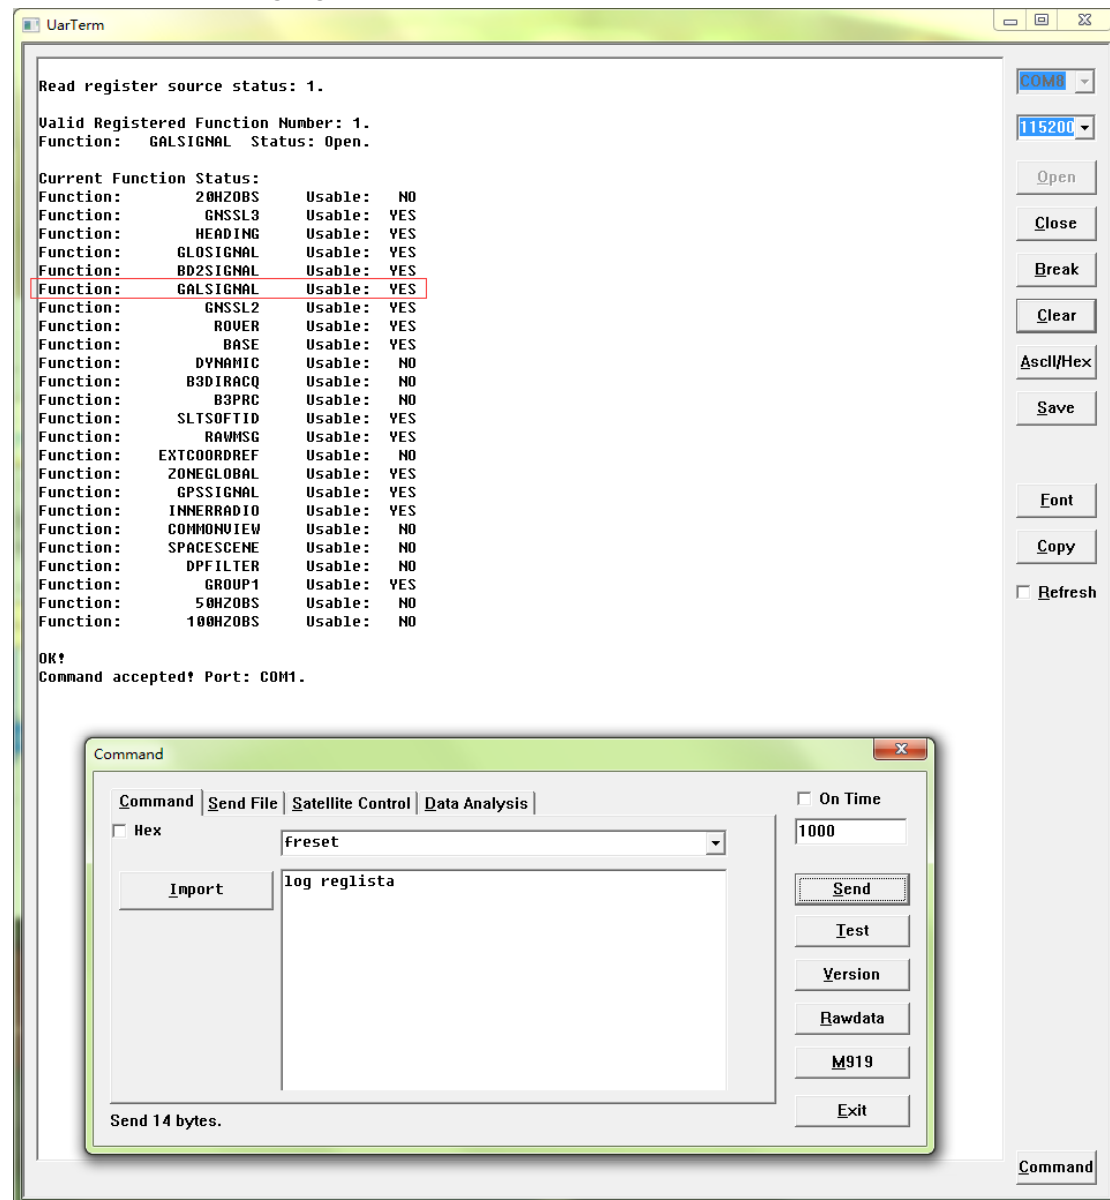 UarTerm
Read register source status: 1.
Valid Registered Function Number: 1.
Function: GALSIGNAL Status: Open.
Current Function Status:
Function: 20HZOBS Usable: NO
Function: GNSSL3 Usable: YES
Function: HEADING Usable: YES
Function: GLOSIGNAL Usable: YES
Function: BD2SIGNAL Usable: YES
Function: GALSIGNAL Usable: YES
Function: GNSSL2 Usable: YES
Function: ROVER Usable: YES
Function: BASE Usable: YES
Function: DYNAMIC Usable: NO
Function: B3DIRACQ Usable: NO
Function: B3PRC Usable: NO
Function: SLTSOFTID Usable: YES
Function: RAWMSG Usable: YES
Function: EXTCOORDREF Usable: NO
Function: ZONEGLOBAL Usable: YES
Function: GPSSIGNAL Usable: YES
Function: INNERRADIO Usable: YES
Function: COMMONVIEW Usable: NO
Function: SPACESCENE Usable: NO
Function: DPFILTER Usable: NO
Function: GROUP1 Usable: YES
Function: 50HZOBS Usable: NO
Function: 100HZOBS Usable: NO
OK!
Command accepted! Port: COM1.
COM8
115200
Open
Close
Break
Clear
AscII/Hex
Save
Font
Copy
Refresh
Command
Command
Command Send File Satellite Control Data Analysis
Hex
freset
Import
log reglista
On Time
1000
Send
Test
Version
Rawdata
M919
Exit
Send 14 bytes.